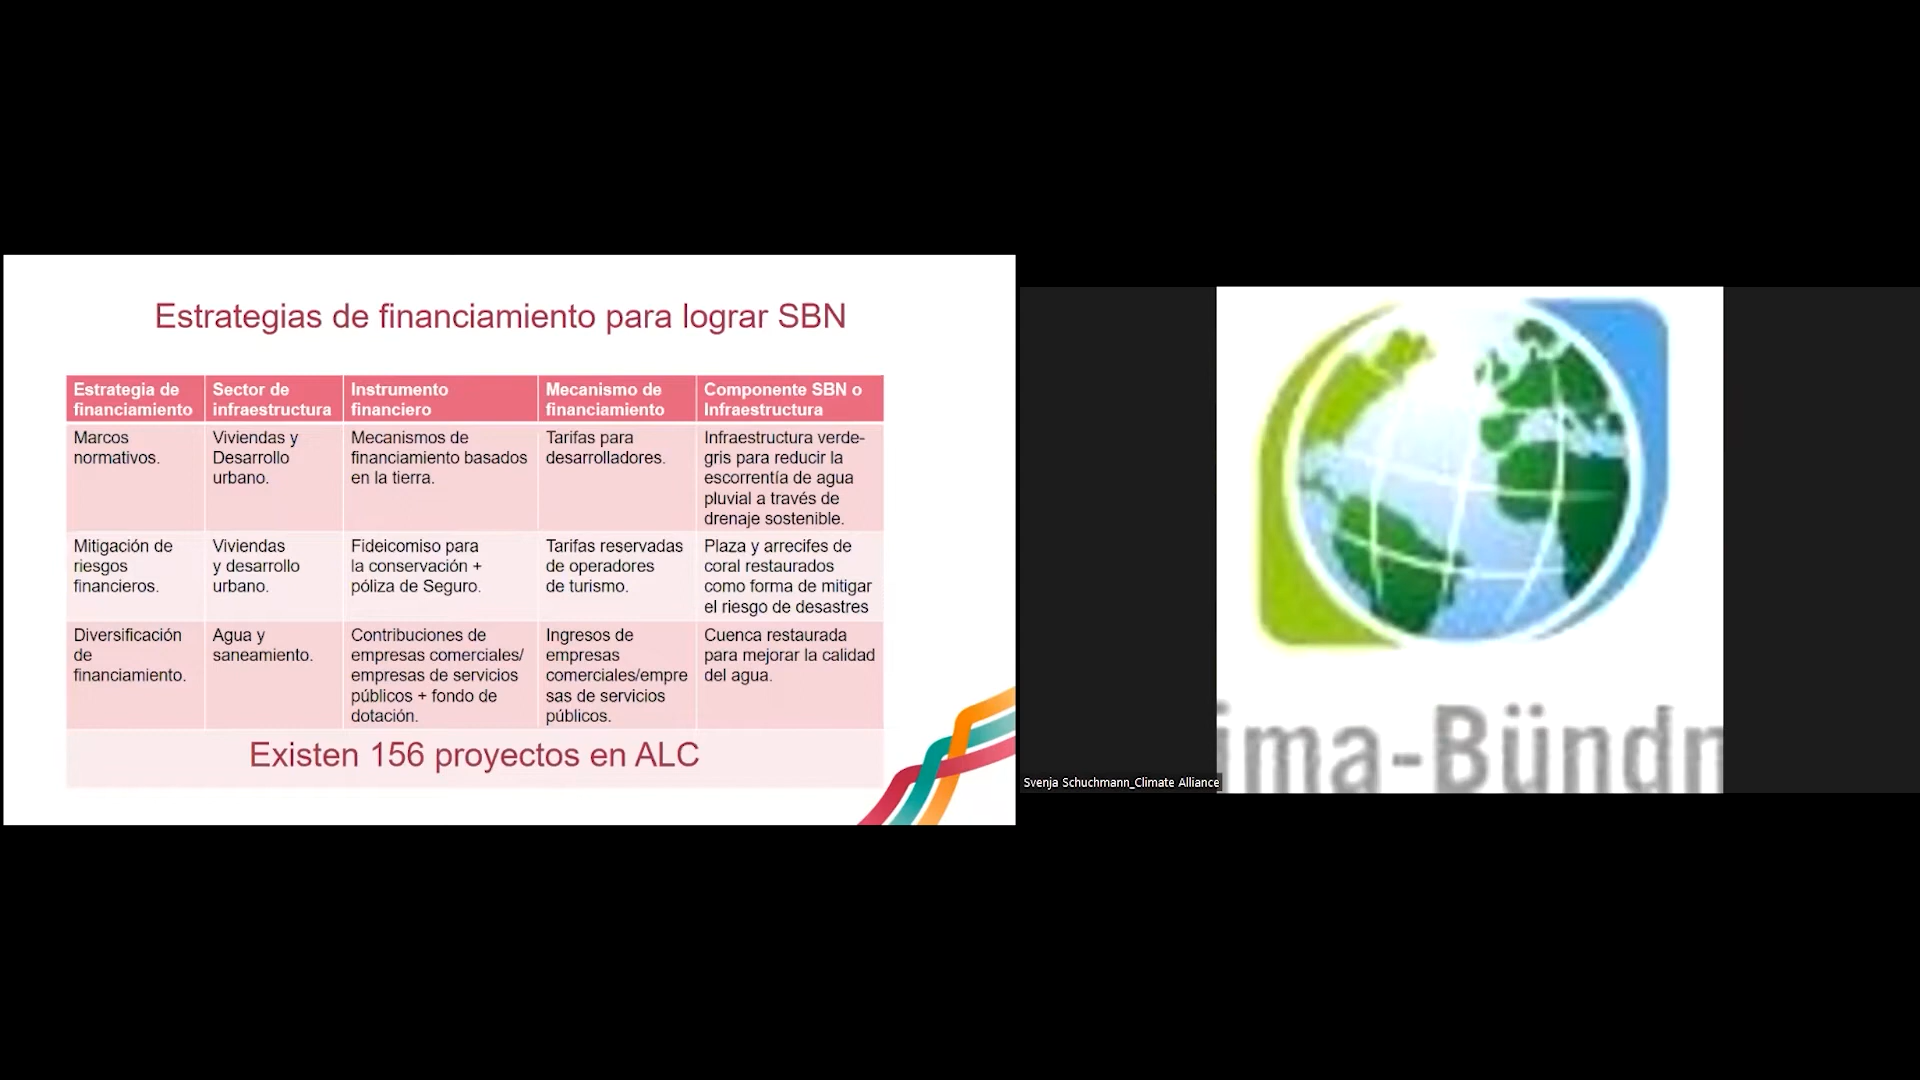 Estrategias de financiamiento para lograr SBN
Estrategia de
financiamiento
Sector de
infraestructura
Instrumento
financiero
Mecanismo de
financiamiento
Componente SBN o
Infraestructura
Marcos
normativos.
Viviendas y
Desarrollo
urbano.
Mecanismos de
financiamiento basados
en la tierra.
Tarifas para
desarrolladores.
Infraestructura verde-
gris para reducir la
escorrentía de agua
pluvial a través de
drenaje sostenible.
Mitigación de
riesgos
financieros.
Viviendas
y desarrollo
urbano.
Fideicomiso para
la conservación +
póliza de Seguro.
Tarifas reservadas
de operadores
de turismo.
Plaza y arrecifes de
coral restaurados
como forma de mitigar
el riesgo de desastres
Diversificación
de
financiamiento.
Agua y
saneamiento.
Contribuciones de
empresas comerciales/
empresas de servicios
públicos + fondo de
dotación.
Ingresos de
empresas
comerciales/empre
sas de servicios
públicos.
Cuenca restaurada
para mejorar la calidad
del agua.
Existen 156 proyectos en ALC
ima-Bündn
Svenja Schuchmann_Climate Alliance